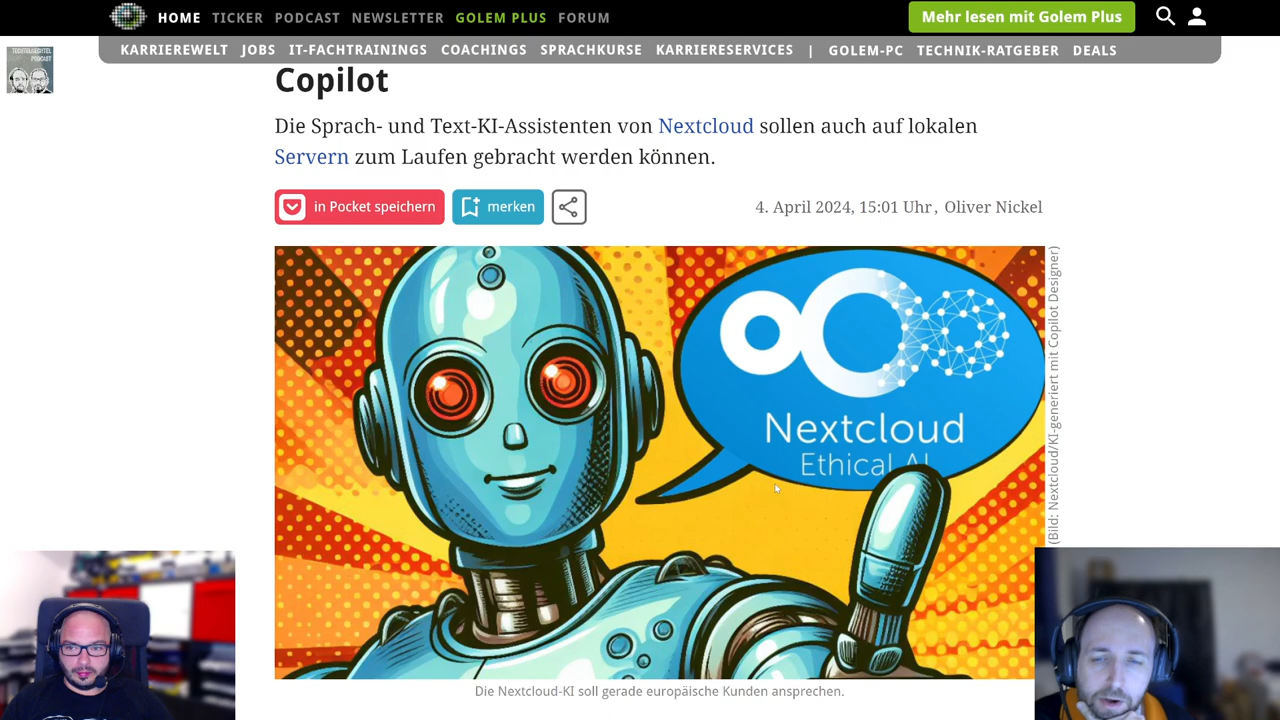 HOME TICKER PODCAST NEWSLETTER GOLEM PLUS FORUM Mehr lesen mit Golem Plus
KARRIEREWELT JOBS IT-FACHTRAININGS COACHINGS SPRACHKURSE KARRIERESERVICES | GOLEM-PC TECHNIK-RATGEBER DEALS
Copilot
Die Sprach- und Text-KI-Assistenten von Nextcloud sollen auch auf lokalen
Servern zum Laufen gebracht werden können.
in Pocket speichern merken 4. April 2024, 15:01 Uhr, Oliver Nickel
Nextcloud
Ethical AI
(Bild: Nextcloud/KI-generiert mit Copilot Designer)
Die Nextcloud-KI soll gerade europäische Kunden ansprechen.